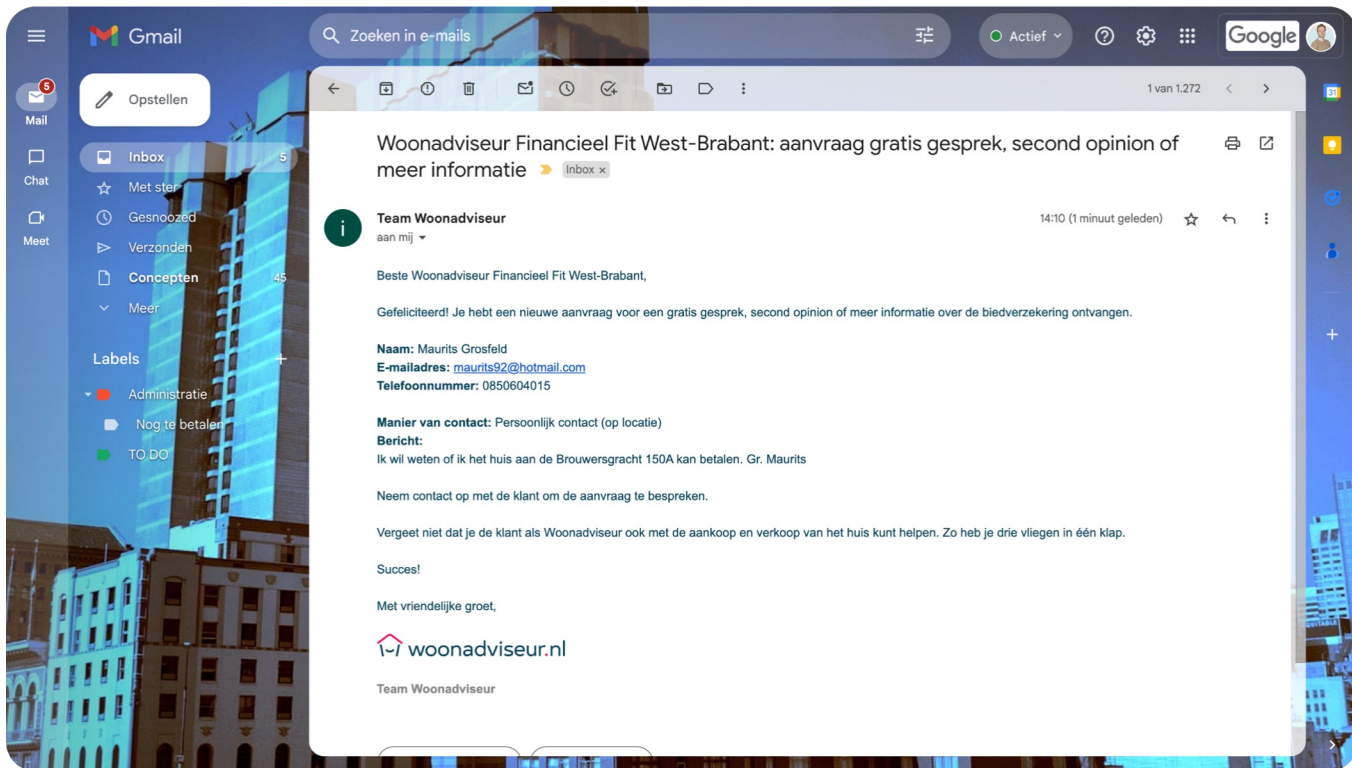 Gmail
Zoeken in e-mails
Actief
Google
5
Mail
Chat
Meet
Opstellen
Inbox 5
Met ster
Gesnoozed
Verzonden
Concepten 45
Meer
Labels +
Administratie
Nog te betalen
TO DO
1 van 1.272
31
Woonadviseur Financieel Fit West-Brabant: aanvraag gratis gesprek, second opinion of
meer informatie Inbox x
i
Team Woonadviseur
14:10 (1 minuut geleden)
aan mij
Beste Woonadviseur Financieel Fit West-Brabant,
Gefeliciteerd! Je hebt een nieuwe aanvraag voor een gratis gesprek, second opinion of meer informatie over de biedverzekering ontvangen.
Naam: Maurits Grosfeld
E-mailadres: maurits92@hotmail.com
Telefoonnummer: 0850604015
Manier van contact: Persoonlijk contact (op locatie)
Bericht:
Ik wil weten of ik het huis aan de Brouwersgracht 150A kan betalen. Gr. Maurits
Neem contact op met de klant om de aanvraag te bespreken.
Vergeet niet dat je de klant als Woonadviseur ook met de aankoop en verkoop van het huis kunt helpen. Zo heb je drie vliegen in één klap.
Succes!
Met vriendelijke groet,
woonadviseur.nl
Team Woonadviseur
EQUITABLE